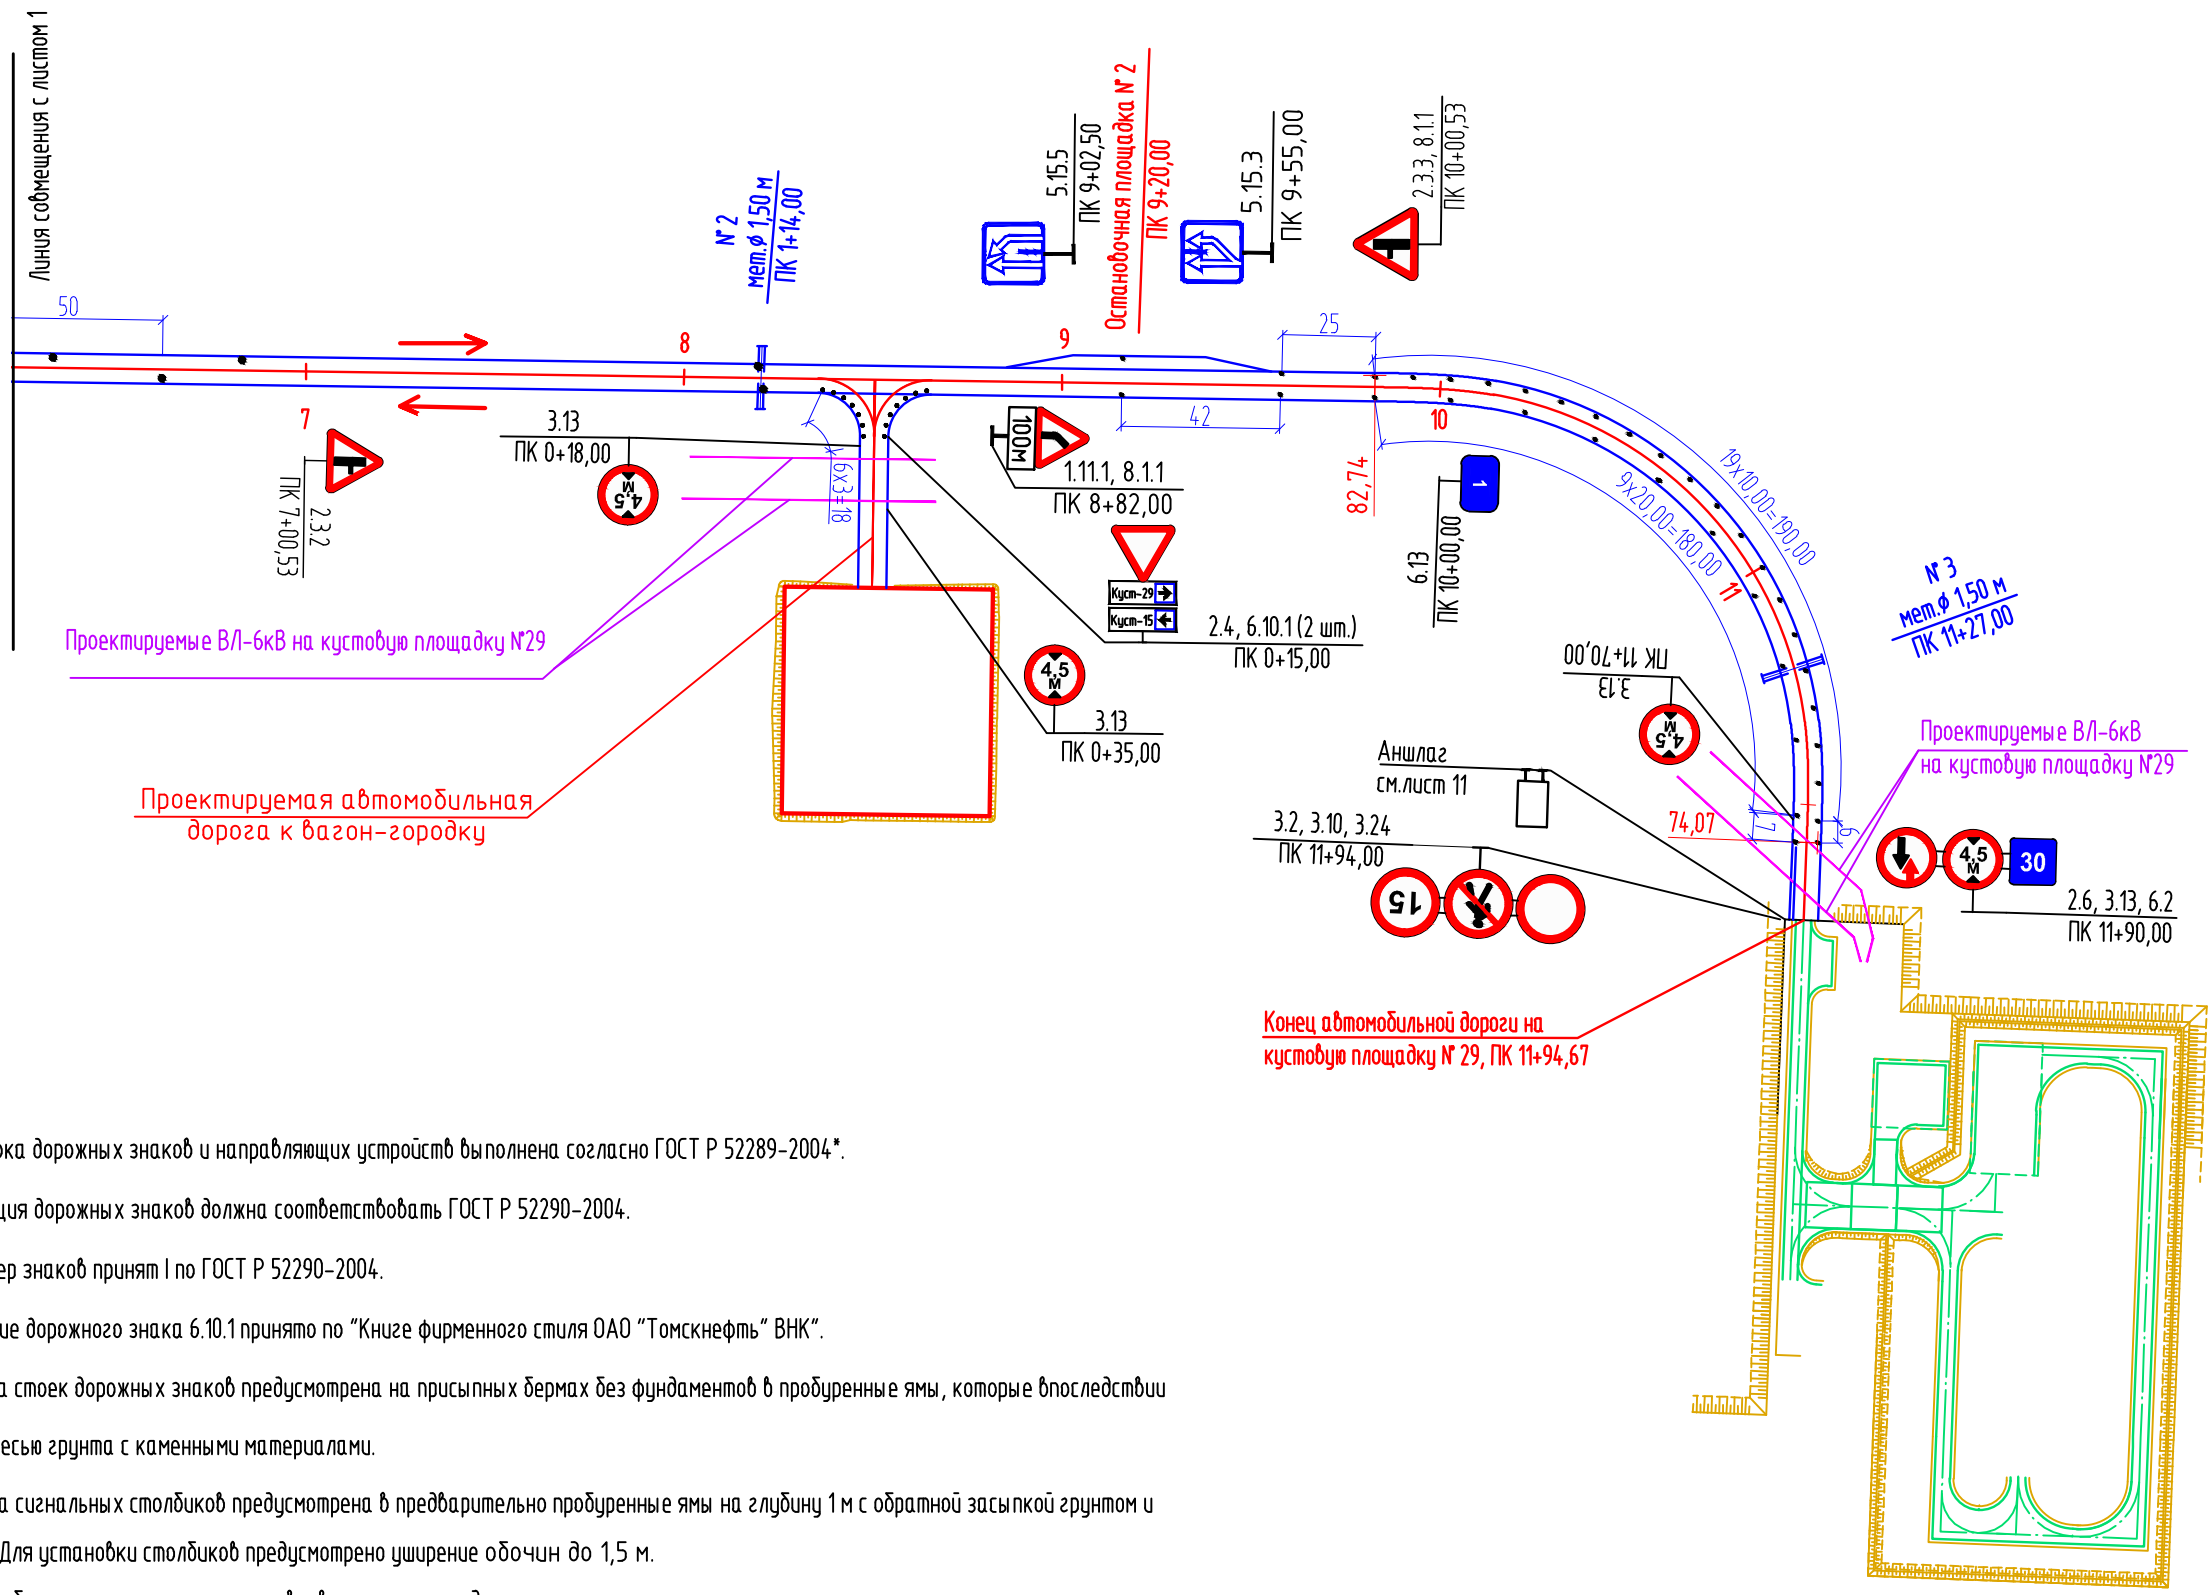 Линия совмещения с листом 1
50
7
8
9
10
11
N°2
мет.ϕ 1,50 м
ПК 1+14,00
5.15.5
ПК 9+02,50
Остановочная площадка N°2
ПК 9+20,00
5.15.3
ПК 9+55,00
2.3.3, 8.1.1
ПК 10+00,53
25
42
3.13
ПК 0+18,00
4,5
М
2.3.2
ПК 7+00,53
6х3=18
100м
1.11.1, 8.1.1
ПК 8+82,00
Куст-29
Куст-15
2.4, 6.10.1 (2 шт.)
ПК 0+15,00
4,5
М
3.13
ПК 0+35,00
82,74
6.13
ПК 10+00,00
1
9х20,00=180,00
19х10,00=190,00
N°3
мет.ϕ 1,50 м
ПК 11+27,00
Проектируемые ВЛ-6кВ на кустовую площадку N°29
Проектируемая автомобильная
дорога к вагон-городку
3.13
ПК 11+70,00
4,5
М
Аншлаг
см.лист 11
3.2, 3.10, 3.24
ПК 11+94,00
15
74,07
7
6
Проектируемые ВЛ-6кВ
на кустовую площадку N°29
4,5
М
30
2.6, 3.13, 6.2
ПК 11+90,00
Конец автомобильной дороги на
кустовую площадку N° 29, ПК 11+94,67
дорожных знаков и направляющих устройств выполнена согласно ГОСТ Р 52289-2004*.
дорожных знаков должна соответствовать ГОСТ Р 52290-2004.
знаков принят I по ГОСТ Р 52290-2004.
дорожного знака 6.10.1 принято по "Книге фирменного стиля ОАО "Томскнефть" ВНК".
стоек дорожных знаков предусмотрена на присыпных бермах без фундаментов в пробуренные ямы, которые впоследствии
грунта с каменными материалами.
сигнальных столбиков предусмотрена в предварительно пробуренные ямы на глубину 1 м с обратной засыпкой грунтом и
Для установки столбиков предусмотрено уширение обочин до 1,5 м.